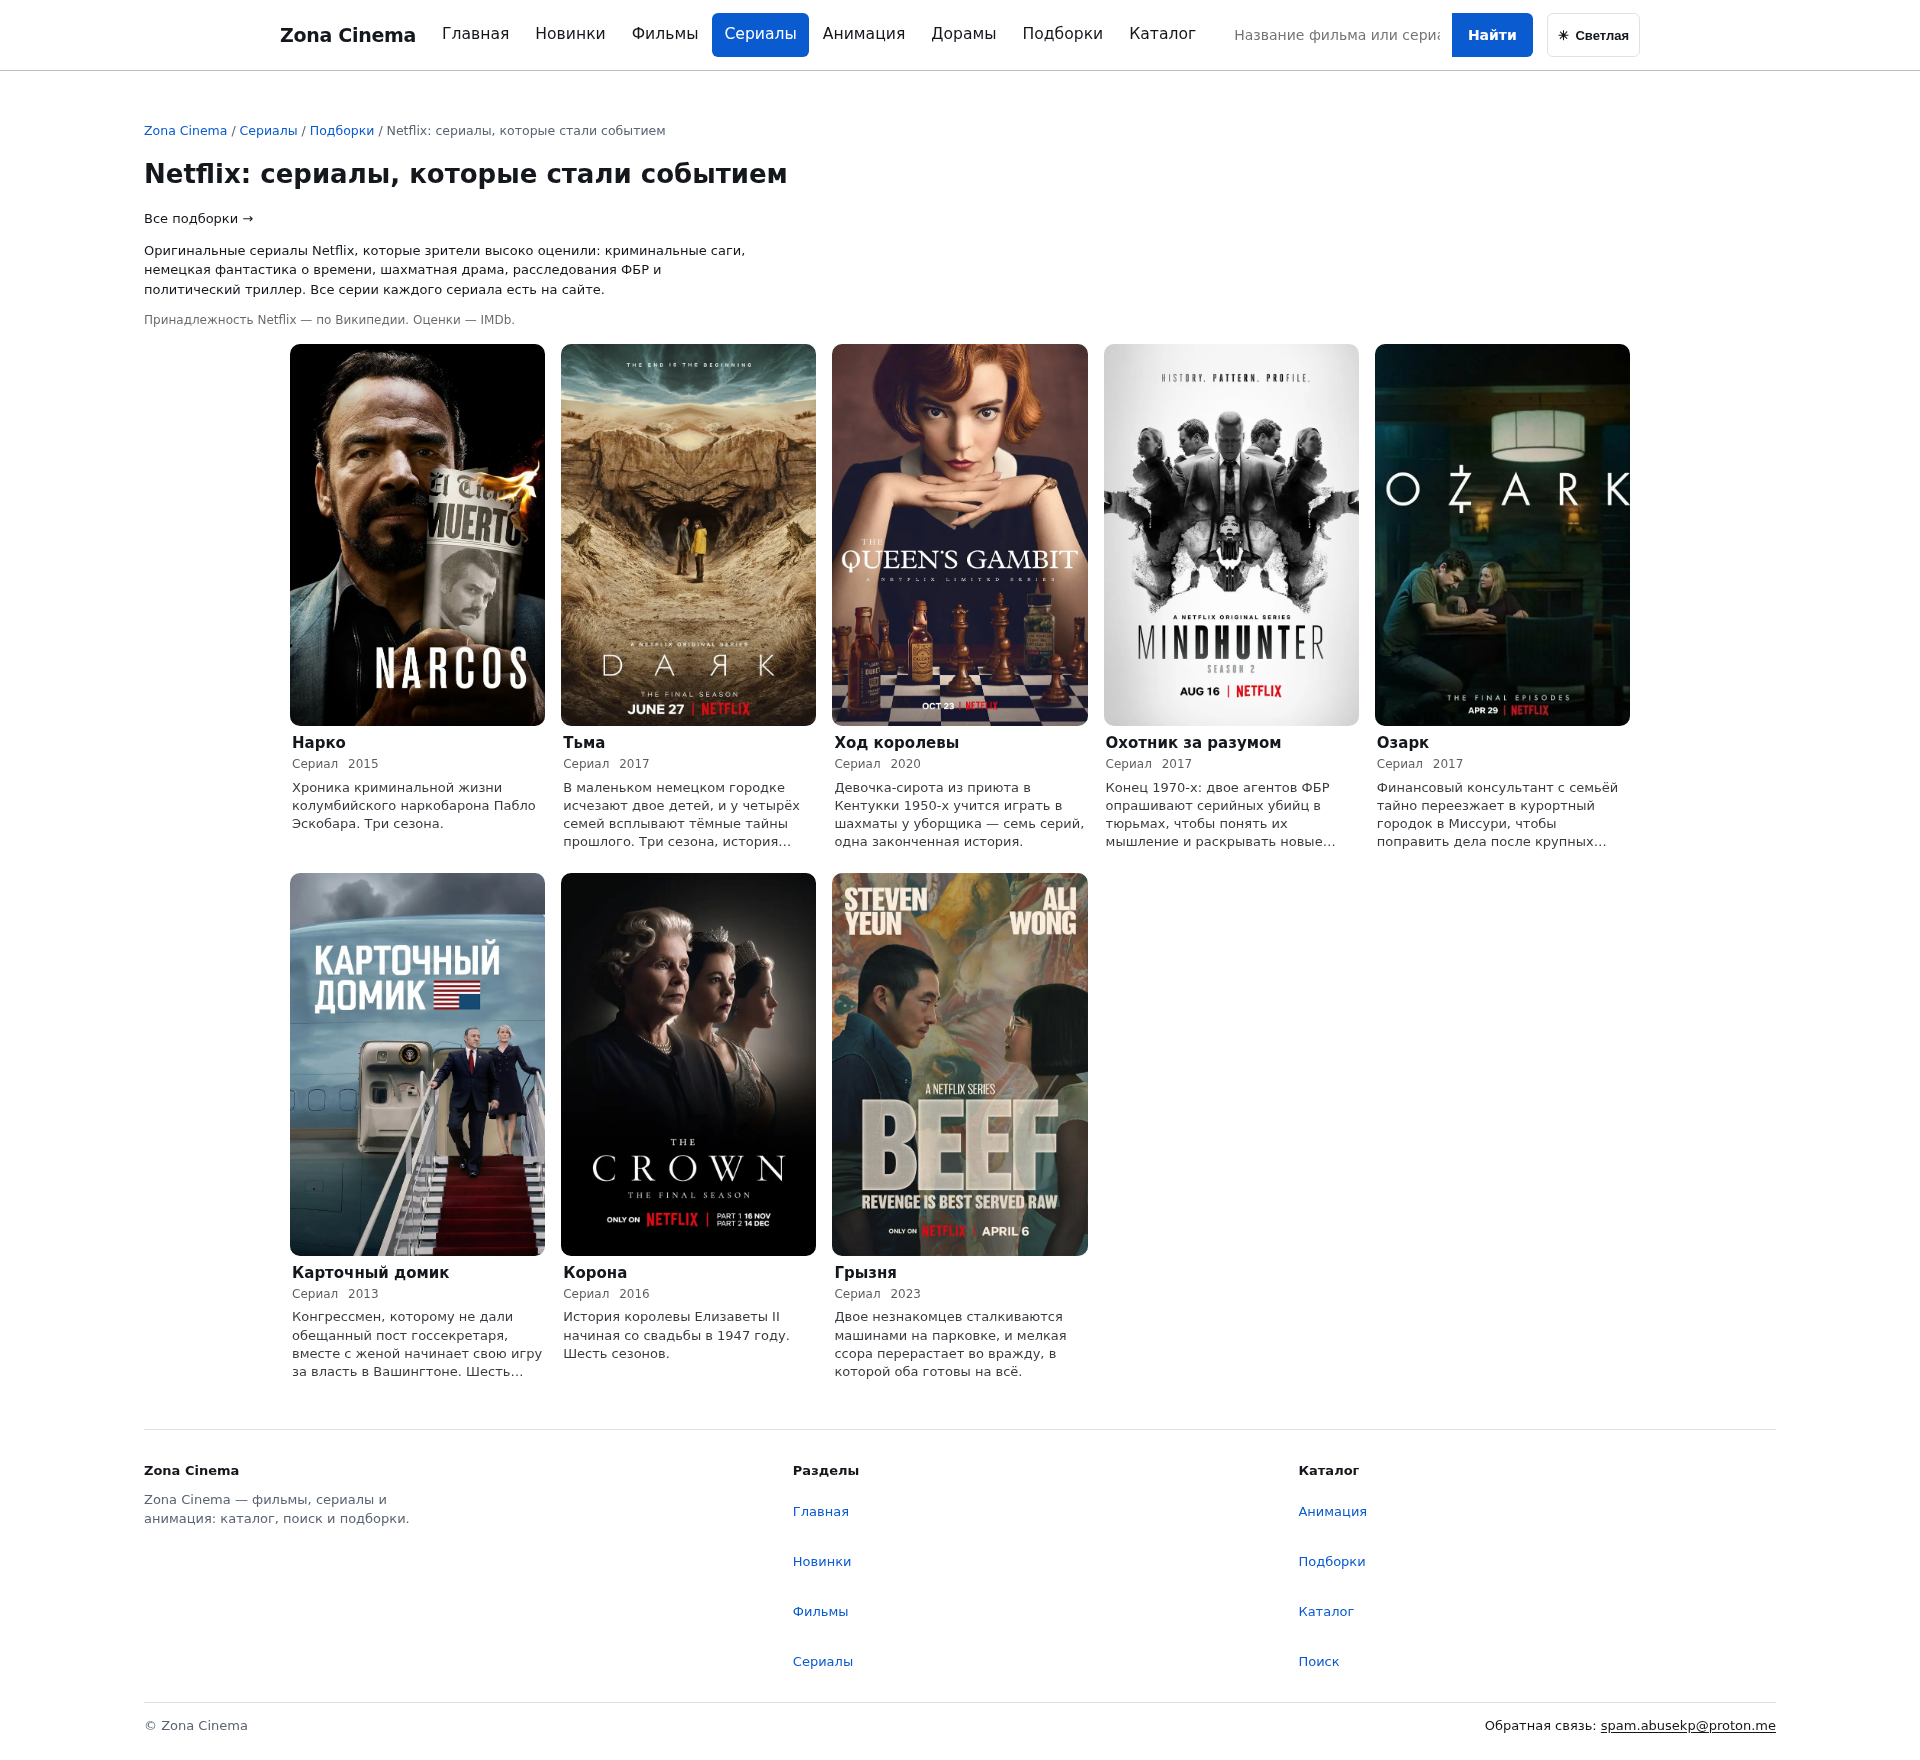 Zona Cinema Главная Новинки Фильмы Сериалы Анимация Дорамы Подборки Каталог Название фильма или сериа Найти ☀ Светлая
Zona Cinema / Сериалы / Подборки / Netflix: сериалы, которые стали событием
Netflix: сериалы, которые стали событием
Все подборки →
Оригинальные сериалы Netflix, которые зрители высоко оценили: криминальные саги,
немецкая фантастика о времени, шахматная драма, расследования ФБР и
политический триллер. Все серии каждого сериала есть на сайте.
Принадлежность Netflix — по Википедии. Оценки — IMDb.
MUERTO
NARCOS
THE END IS THE BEGINNING
A NETFLIX ORIGINAL SERIES
DAЯK
THE FINAL SEASON
JUNE 27 | NETFLIX
THE
QUEEN'S GAMBIT
A NETFLIX LIMITED SERIES
OCT 23 | NETFLIX
HISTORY. PATTERN. PROFILE.
A NETFLIX ORIGINAL SERIES
MINDHUNTER
SEASON 2
AUG 16 | NETFLIX
OZARK
THE FINAL EPISODES
APR 29 | NETFLIX
Нарко
Сериал 2015
Хроника криминальной жизни
колумбийского наркобарона Пабло
Эскобара. Три сезона.
Тьма
Сериал 2017
В маленьком немецком городке
исчезают двое детей, и у четырёх
семей всплывают тёмные тайны
прошлого. Три сезона, история...
Ход королевы
Сериал 2020
Девочка-сирота из приюта в
Кентукки 1950-х учится играть в
шахматы у уборщика — семь серий,
одна законченная история.
Охотник за разумом
Сериал 2017
Конец 1970-х: двое агентов ФБР
опрашивают серийных убийц в
тюрьмах, чтобы понять их
мышление и раскрывать новые...
Озарк
Сериал 2017
Финансовый консультант с семьёй
тайно переезжает в курортный
городок в Миссури, чтобы
поправить дела после крупных...
КАРТОЧНЫЙ
ДОМИК
THE
CROWN
THE FINAL SEASON
ONLY ON NETFLIX | PART 1 16 NOV
PART 2 14 DEC
STEVEN YEUN
ALI WONG
A NETFLIX SERIES
BEEF
REVENGE IS BEST SERVED RAW
ONLY ON NETFLIX | APRIL 6
Карточный домик
Сериал 2013
Конгрессмен, которому не дали
обещанный пост госсекретаря,
вместе с женой начинает свою игру
за власть в Вашингтоне. Шесть...
Корона
Сериал 2016
История королевы Елизаветы II
начиная со свадьбы в 1947 году.
Шесть сезонов.
Грызня
Сериал 2023
Двое незнакомцев сталкиваются
машинами на парковке, и мелкая
ссора перерастает во вражду, в
которой оба готовы на всё.
Zona Cinema
Zona Cinema — фильмы, сериалы и
анимация: каталог, поиск и подборки.
Разделы
Главная
Новинки
Фильмы
Сериалы
Каталог
Анимация
Подборки
Каталог
Поиск
© Zona Cinema
Обратная связь: spam.abusekp@proton.me